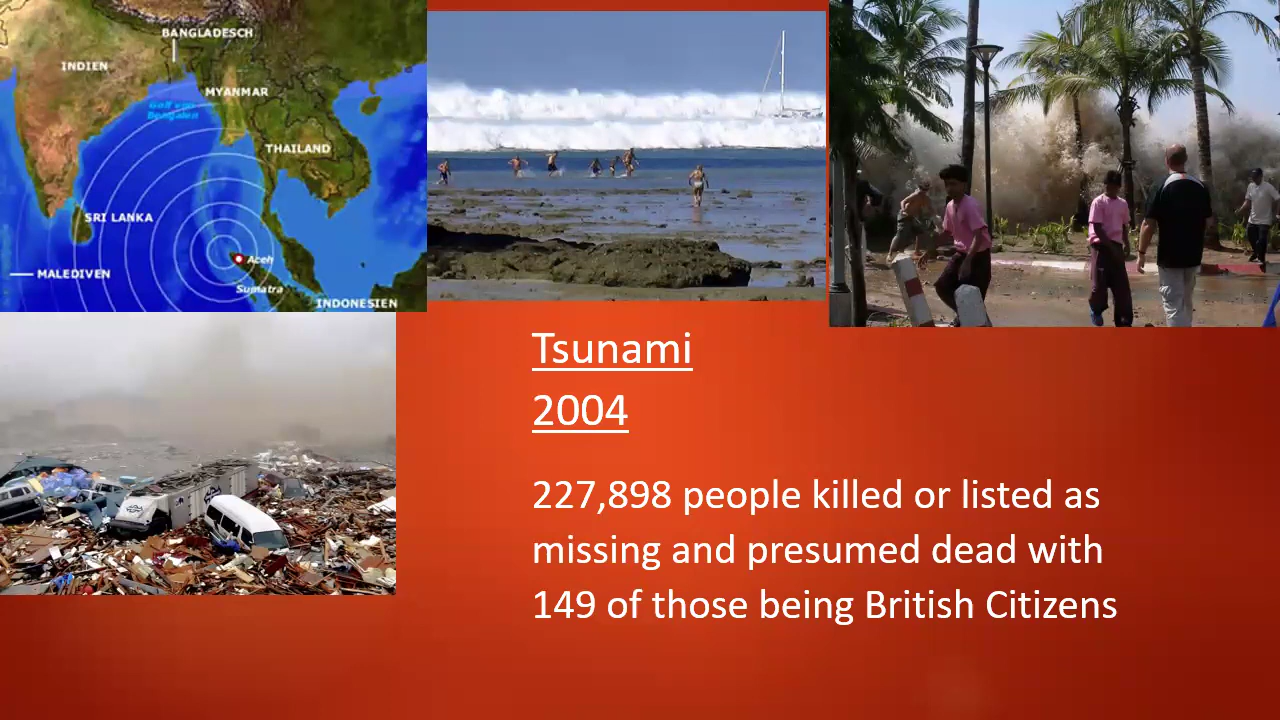 BANGLADESCH
INDIEN
MYANMAR
Golf von
Bengalen
THAILAND
SRI LANKA
Aceh
MALEDIVEN
Sumatra
INDONESIEN
Tsunami
2004
227,898 people killed or listed as
missing and presumed dead with
149 of those being British Citizens